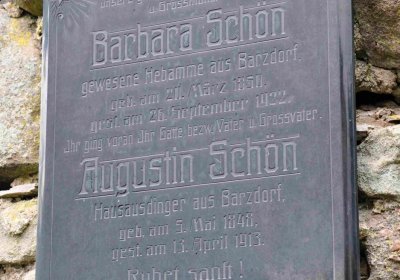 u. Grossmutter
Barbara Schön
gewesene Hebamme aus Barzdorf,
geb. am 20. März 1850,
gest. am 26. September 1922.
Ihr ging voran Ihr Gatte bezw. Vater u. Grossvater,
Augustin Schön
Hausausdinger aus Barzdorf,
geb. am 5. Mai 1848,
gest. am 13. April 1913.
Ruhet sanft!